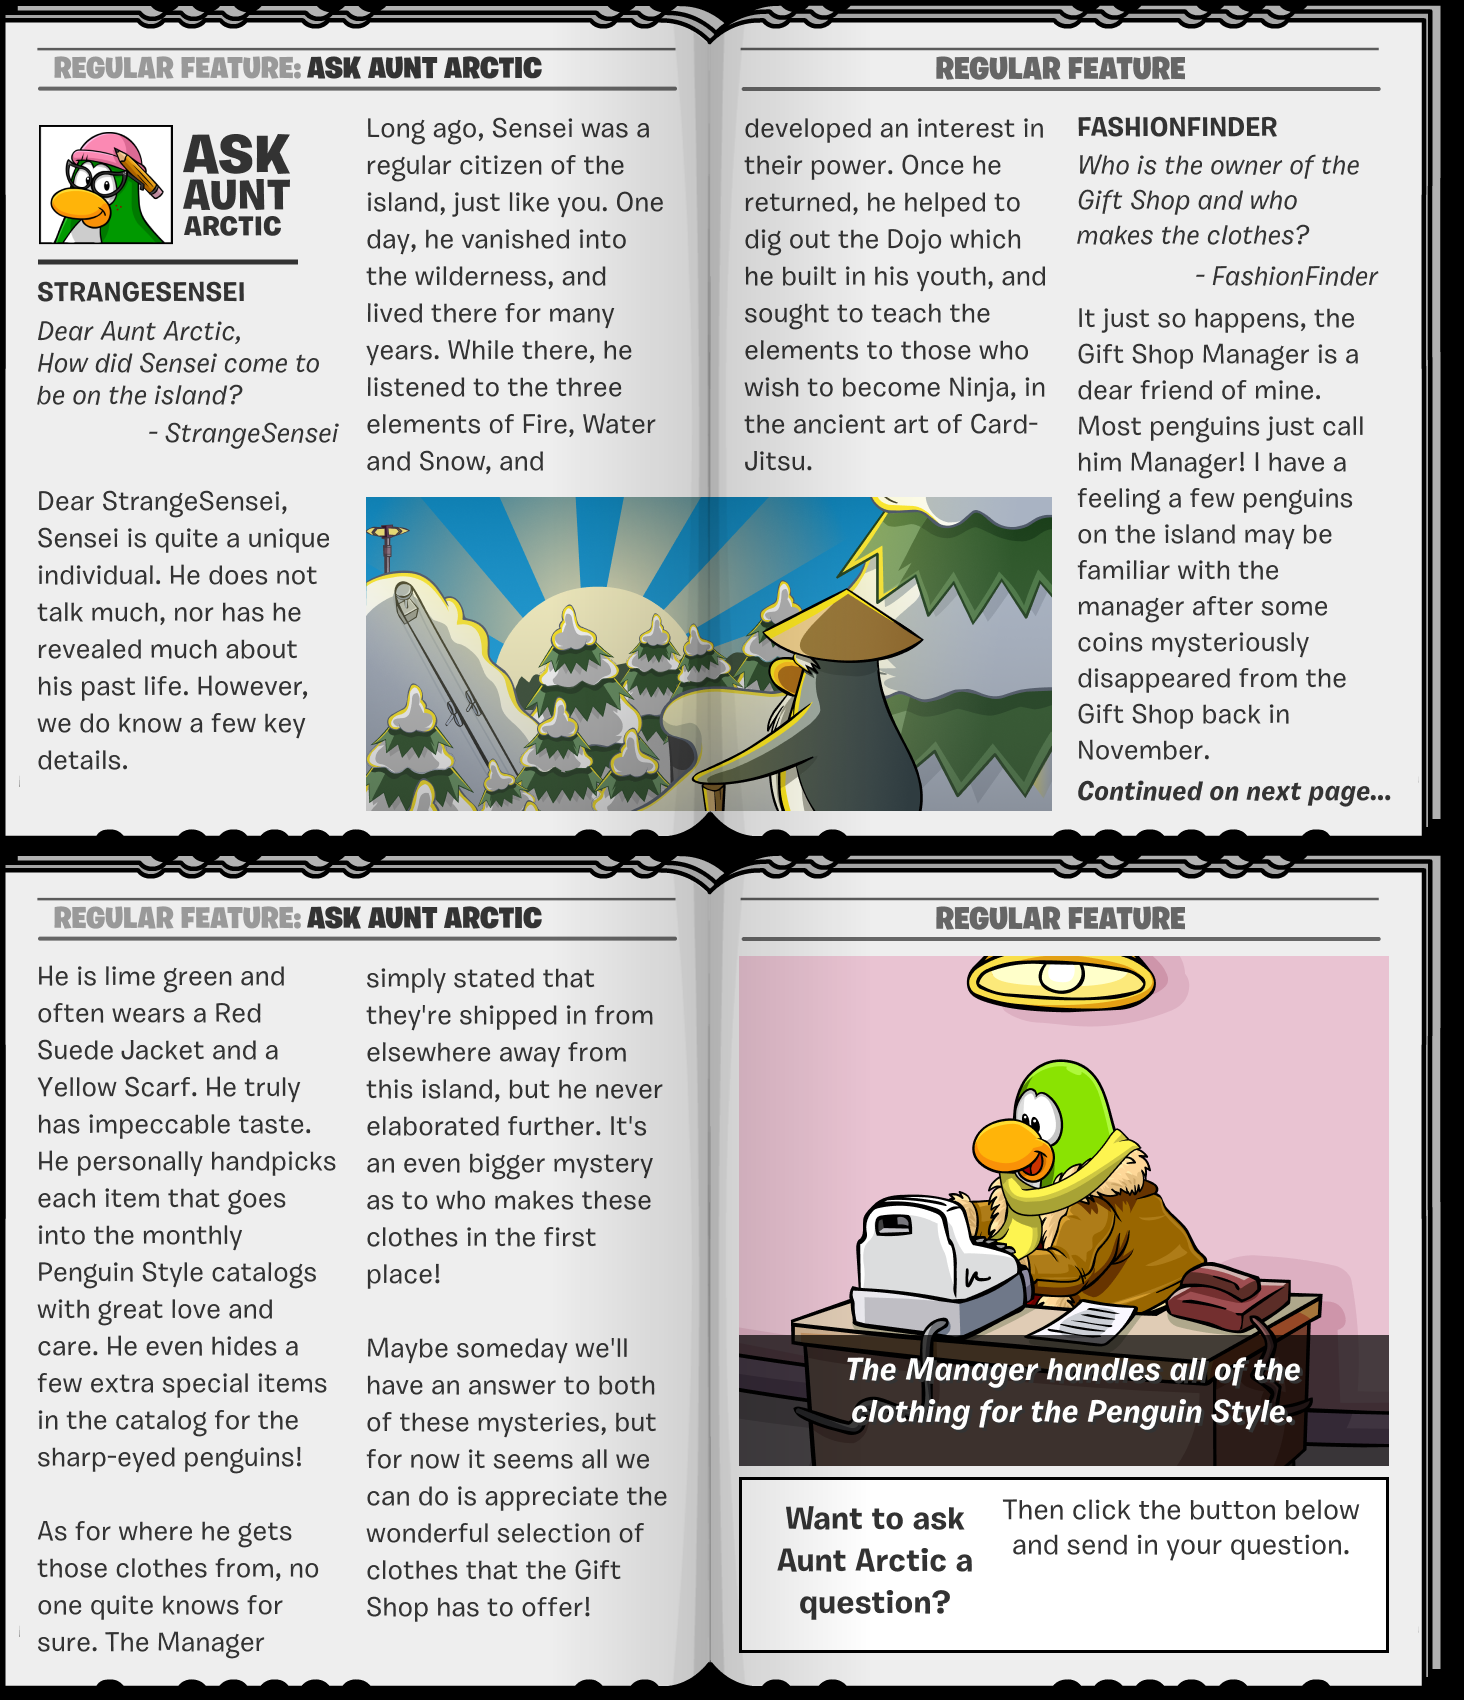 REGULAR FEATURE: ASK AUNT ARCTIC
ASK
AUNT
ARCTIC
STRANGESENSEI
Dear Aunt Arctic,
How did Sensei come to
be on the island?
- StrangeSensei
Dear StrangeSensei,
Sensei is quite a unique
individual. He does not
talk much, nor has he
revealed much about
his past life. However,
we do know a few key
details.
Long ago, Sensei was a
regular citizen of the
island, just like you. One
day, he vanished into
the wilderness, and
lived there for many
years. While there, he
listened to the three
elements of Fire, Water
and Snow, and
REGULAR FEATURE
developed an interest in
their power. Once he
returned, he helped to
dig out the Dojo which
he built in his youth, and
sought to teach the
elements to those who
wish to become Ninja, in
the ancient art of Card-
Jitsu.
FASHIONFINDER
Who is the owner of the
Gift Shop and who
makes the clothes?
- FashionFinder
It just so happens, the
Gift Shop Manager is a
dear friend of mine.
Most penguins just call
him Manager! I have a
feeling a few penguins
on the island may be
familiar with the
manager after some
coins mysteriously
disappeared from the
Gift Shop back in
November.
Continued on next page...
REGULAR FEATURE: ASK AUNT ARCTIC
He is lime green and
often wears a Red
Suede Jacket and a
Yellow Scarf. He truly
has impeccable taste.
He personally handpicks
each item that goes
into the monthly
Penguin Style catalogs
with great love and
care. He even hides a
few extra special items
in the catalog for the
sharp-eyed penguins!
As for where he gets
those clothes from, no
one quite knows for
sure. The Manager
simply stated that
they're shipped in from
elsewhere away from
this island, but he never
elaborated further. It's
an even bigger mystery
as to who makes these
clothes in the first
place!
Maybe someday we'll
have an answer to both
of these mysteries, but
for now it seems all we
can do is appreciate the
wonderful selection of
clothes that the Gift
Shop has to offer!
REGULAR FEATURE
The Manager handles all of the
clothing for the Penguin Style.
Want to ask
Aunt Arctic a
question?
Then click the button below
and send in your question.